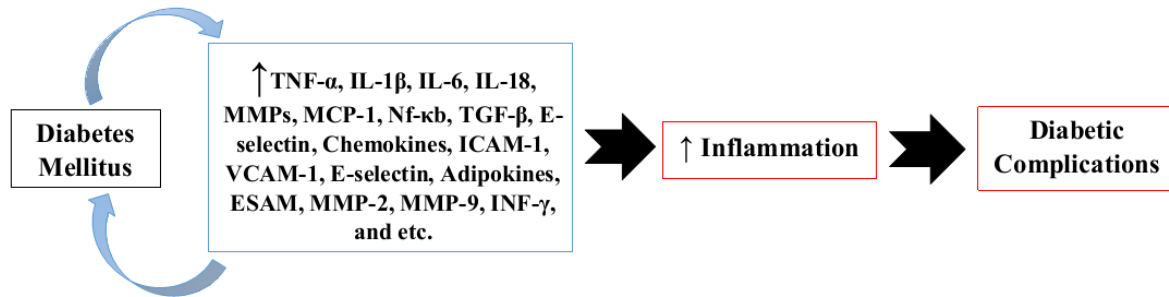 Diabetes
Mellitus
↑TNF-α, IL-1β, IL-6, IL-18,
MMPs, MCP-1, Nf-κb, TGF-β, E-
selectin, Chemokines, ICAM-1,
VCAM-1, E-selectin, Adipokines,
ESAM, MMP-2, MMP-9, INF-γ,
and etc.
↑ Inflammation
Diabetic
Complications